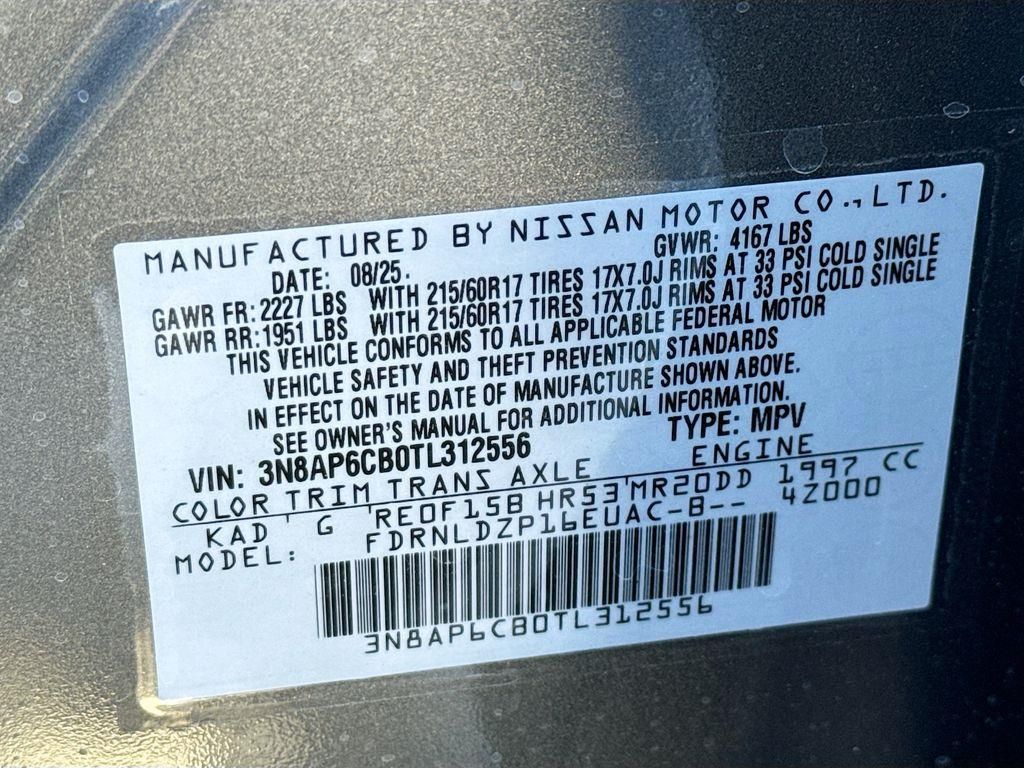 MANUFACTURED BY NISSAN MOTOR CO.,LTD.
DATE: 08/25. GVWR: 4167 LBS
GAWR FR: 2227 LBS WITH 215/60R17 TIRES 17X7.0J RIMS AT 33 PSI COLD SINGLE
GAWR RR:1951 LBS WITH 215/60R17 TIRES 17X7.0J RIMS AT 33 PSI COLD SINGLE
THIS VEHICLE CONFORMS TO ALL APPLICABLE FEDERAL MOTOR
VEHICLE SAFETY AND THEFT PREVENTION STANDARDS
IN EFFECT ON THE DATE OF MANUFACTURE SHOWN ABOVE.
SEE OWNER'S MANUAL FOR ADDITIONAL INFORMATION.
VIN: 3N8AP6CB0TL312556 TYPE: MPV
COLOR TRIM TRANS AXLE ENGINE
KAD G RE0F15B HR53 MR20DD 1997 CC
MODEL: FDRNLDZP16EUAC-B-- 4Z000
3N8AP6CB0TL312556